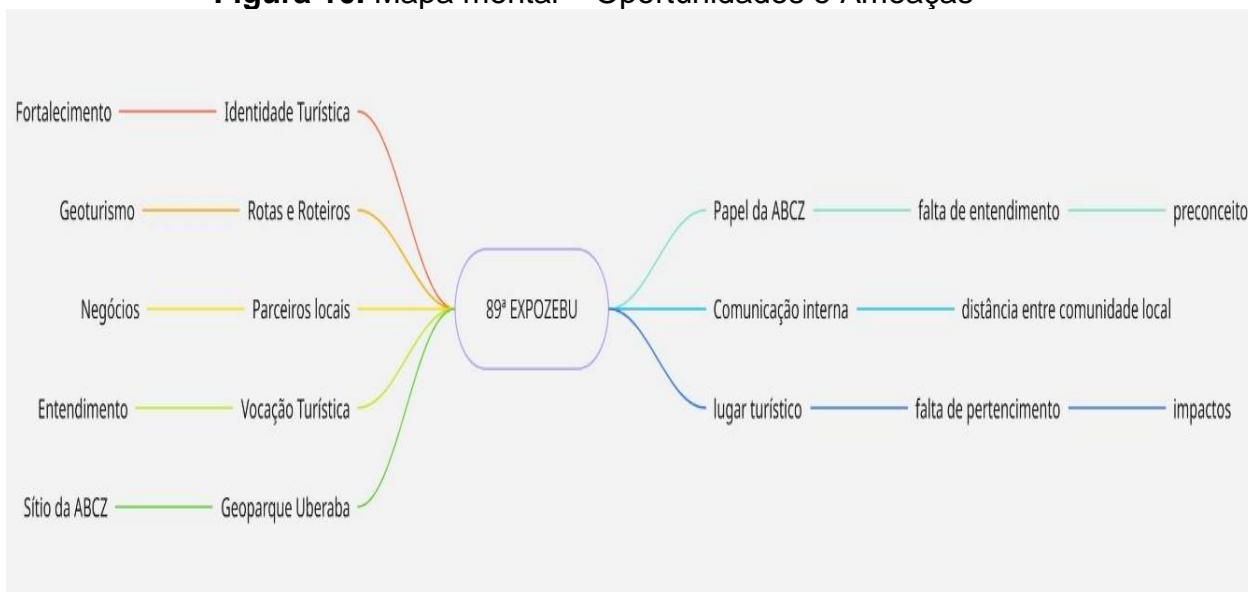 Mapa mental – Oportunidades e Ameaças
Fortalecimento Identidade Turística
Geoturismo Rotas e Roteiros
Papel da ABCZ falta de entendimento preconceito
Negócios Parceiros locais
89ª EXPOZEBU
Comunicação interna distância entre comunidade local
Entendimento Vocação Turística
lugar turístico falta de pertencimento impactos
Sítio da ABCZ Geoparque Uberaba